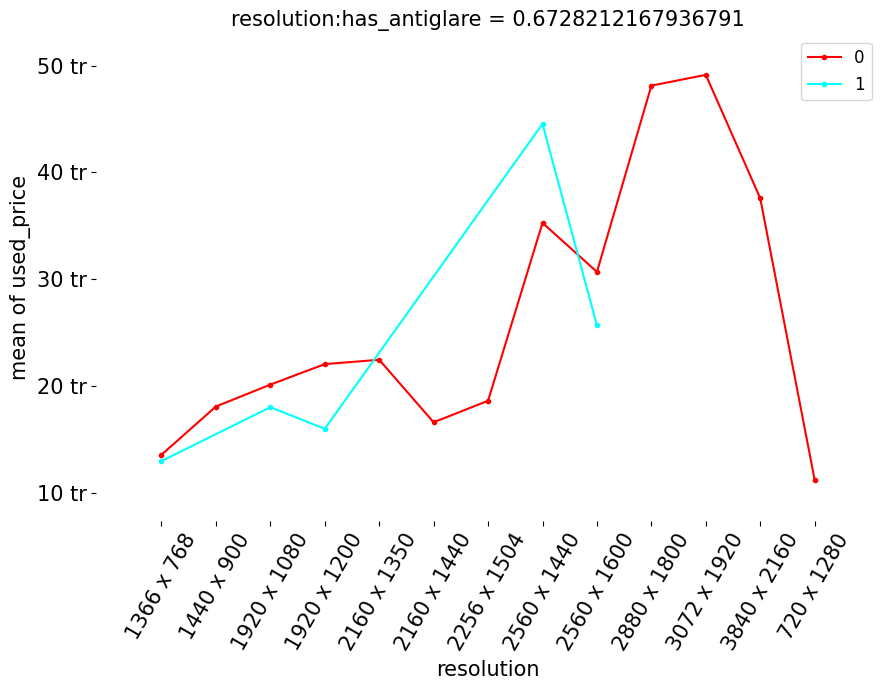 resolution:has_antiglare = 0.6728212167936791
0
1
mean of used_price
50 tr
40 tr
30 tr
20 tr
10 tr
1366 x 768
1440 x 900
1920 x 1080
1920 x 1200
2160 x 1350
2160 x 1440
2256 x 1504
2560 x 1440
2560 x 1600
2880 x 1800
3072 x 1920
3840 x 2160
720 x 1280
resolution